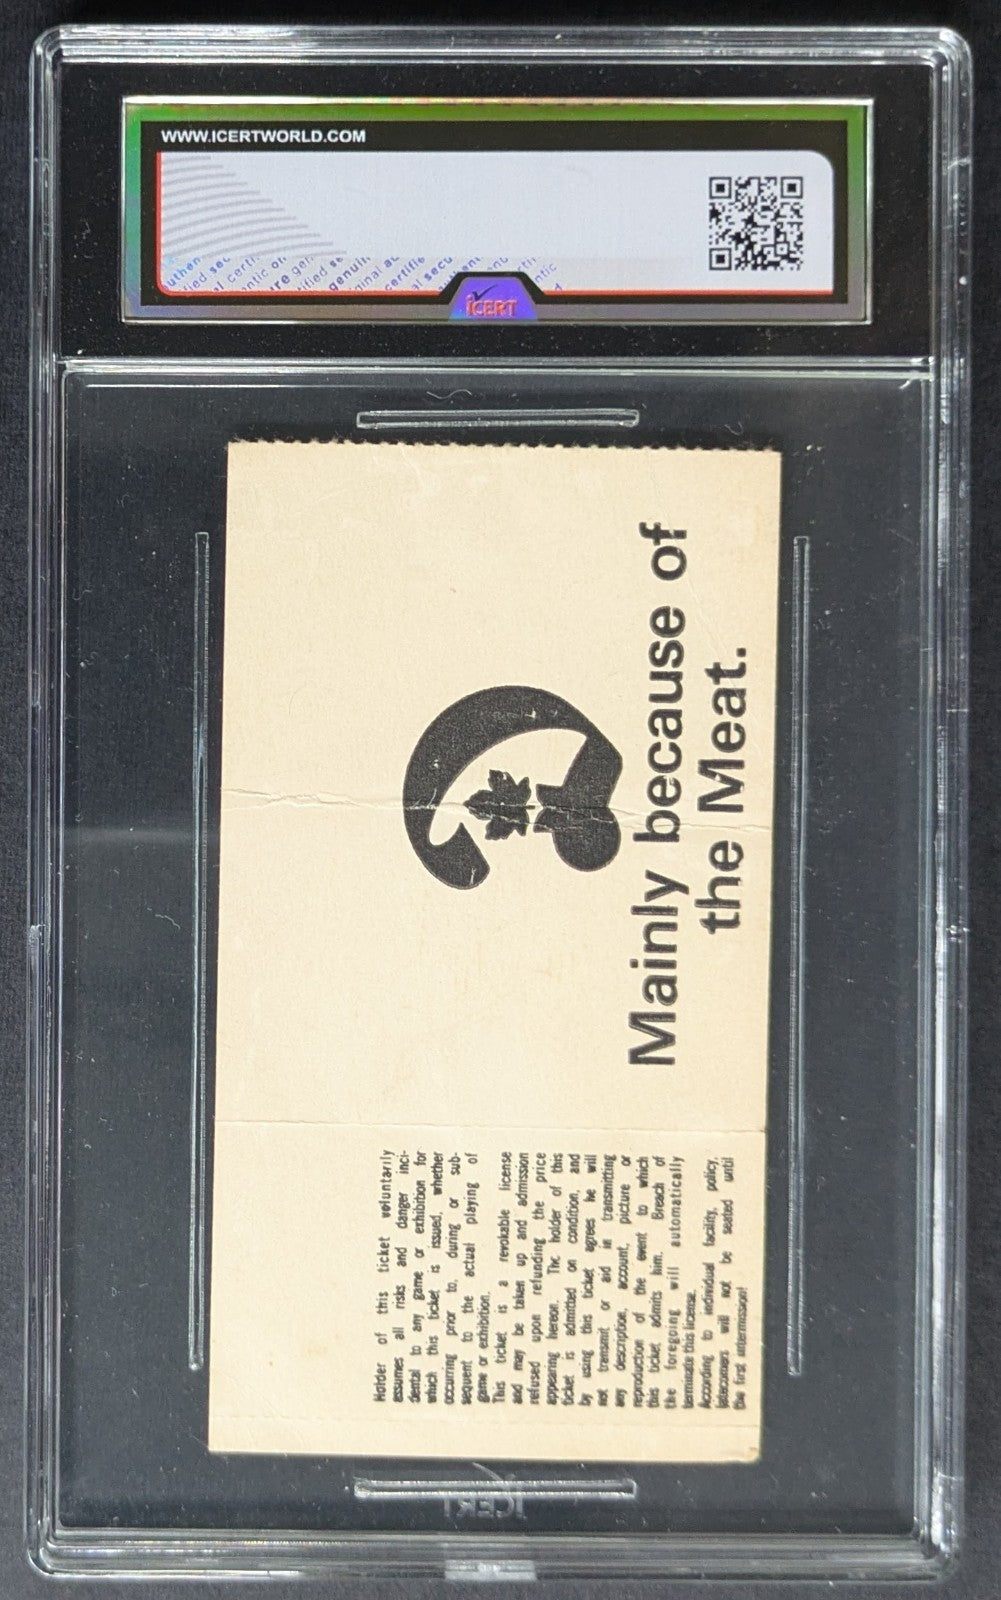 WWW.ICERTWORLD.COM
iCERT
Mainly because of
the Meat.
Holder of this ticket voluntarily
assumes all risks and danger inci-
dental to any game or exhibition for
which this ticket is issued, whether
occurring prior to, during or sub-
sequent to the actual playing of
game or exhibition.
This ticket is a revokable license
and may be taken up and admission
refused upon refunding the price
appearing hereon. The holder of this
ticket is admitted on condition, and
by using this ticket agrees he will
not transmit or aid in transmitting
any description, account, picture or
reproduction of the event to which
this ticket admits him. Breach of
the foregoing will automatically
terminate this license.
According to individual facility, policy,
latecomers will not be seated until
the first intermission!
ICERT